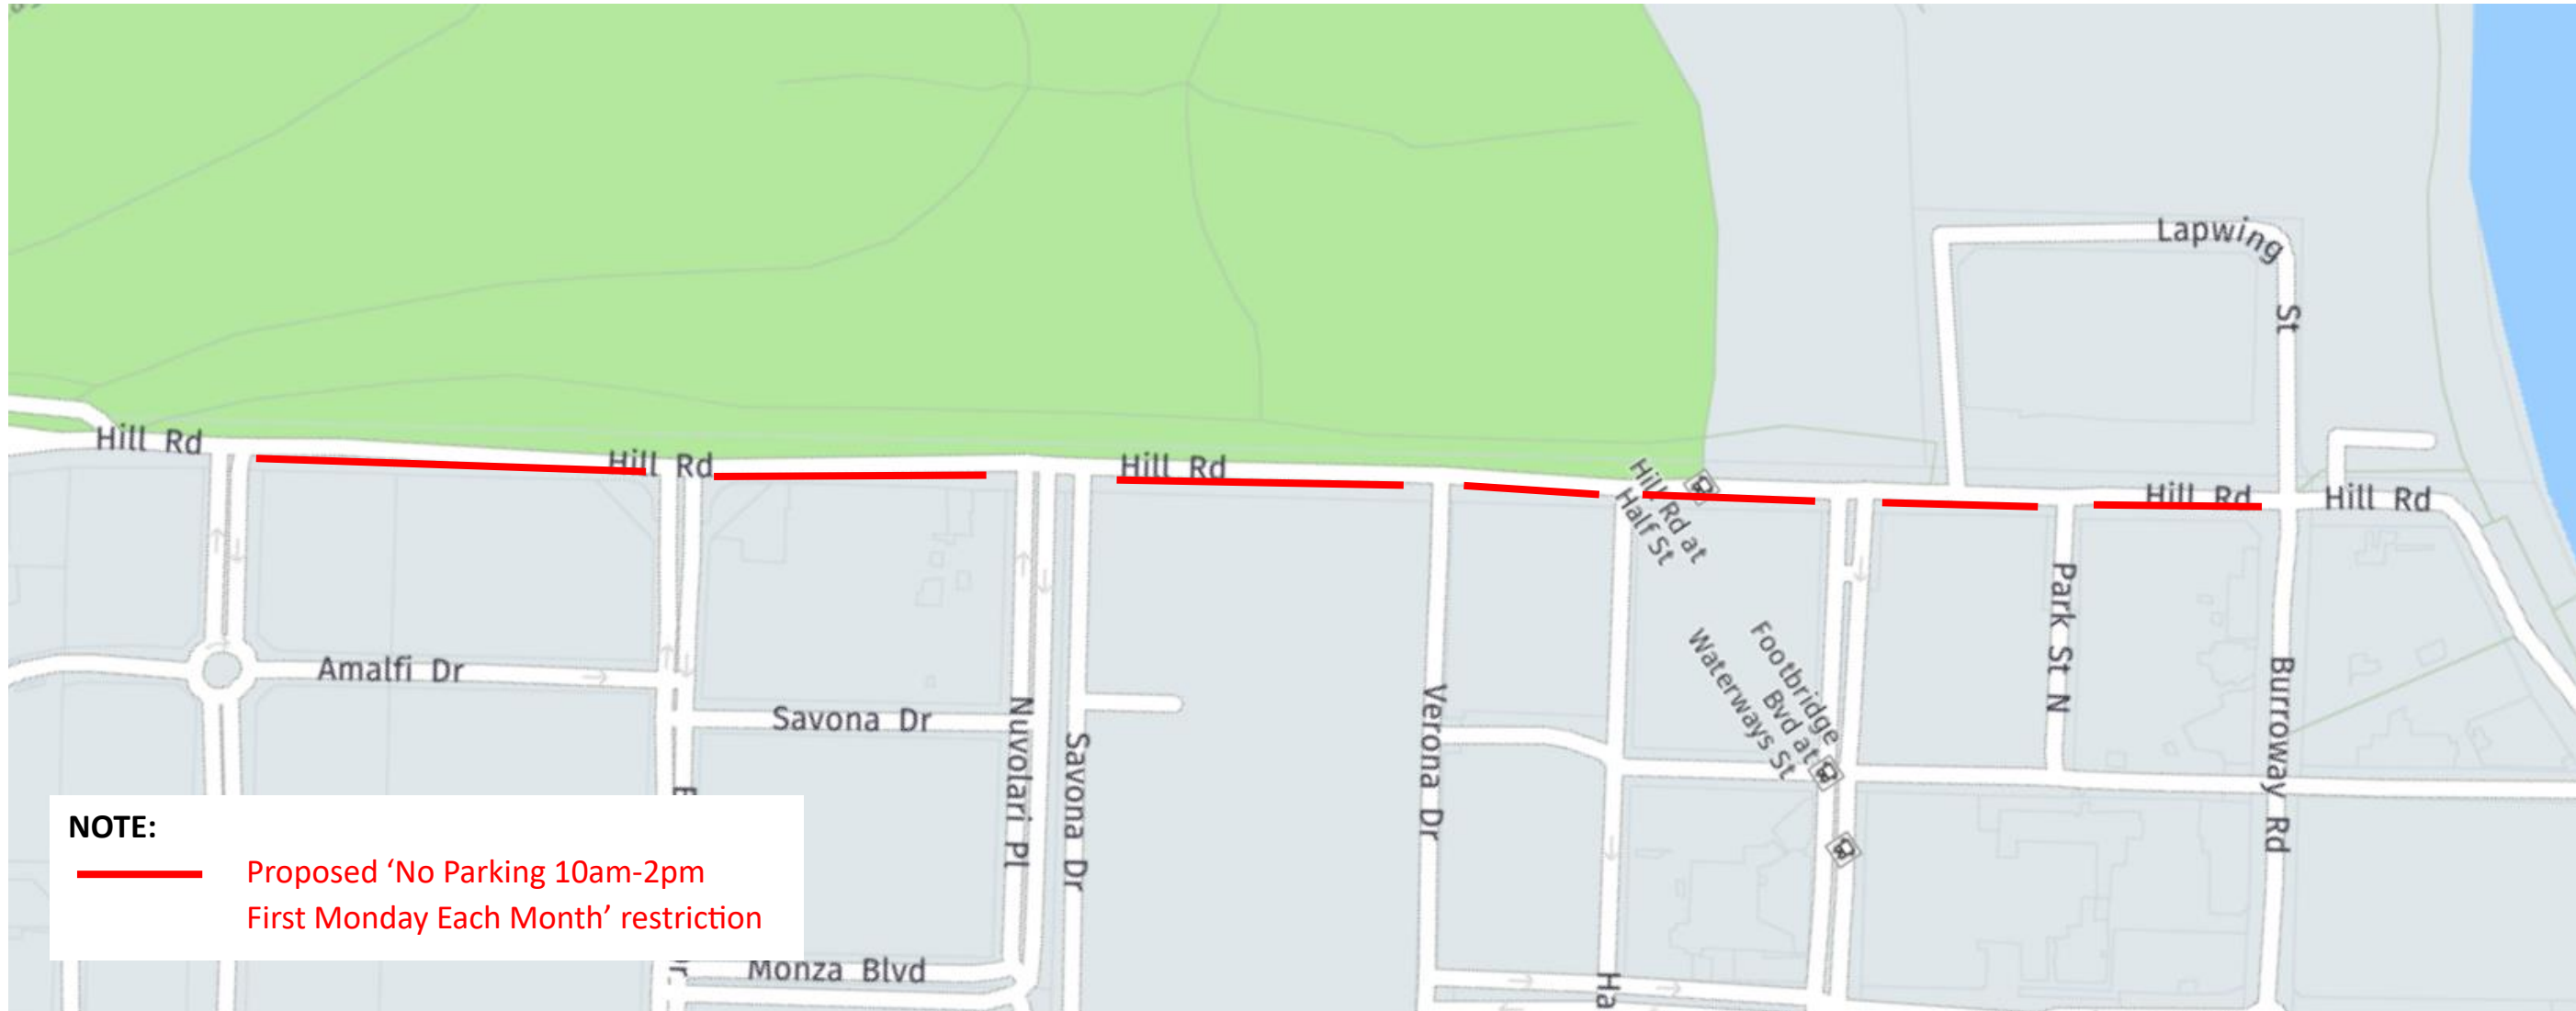 Lapwing
St
Hill Rd
Hill Rd
Hill Rd
Hill Rd
Hill Rd
Hill Rd at
Half St
Amalfi Dr
Savona Dr
Nuvolari Pl
Savona Dr
Verona Dr
Footbridge
Bvd at
Waterways St
Park St N
Burroway Rd
Monza Blvd
Ha
NOTE:
Proposed ‘No Parking 10am-2pm
First Monday Each Month’ restriction